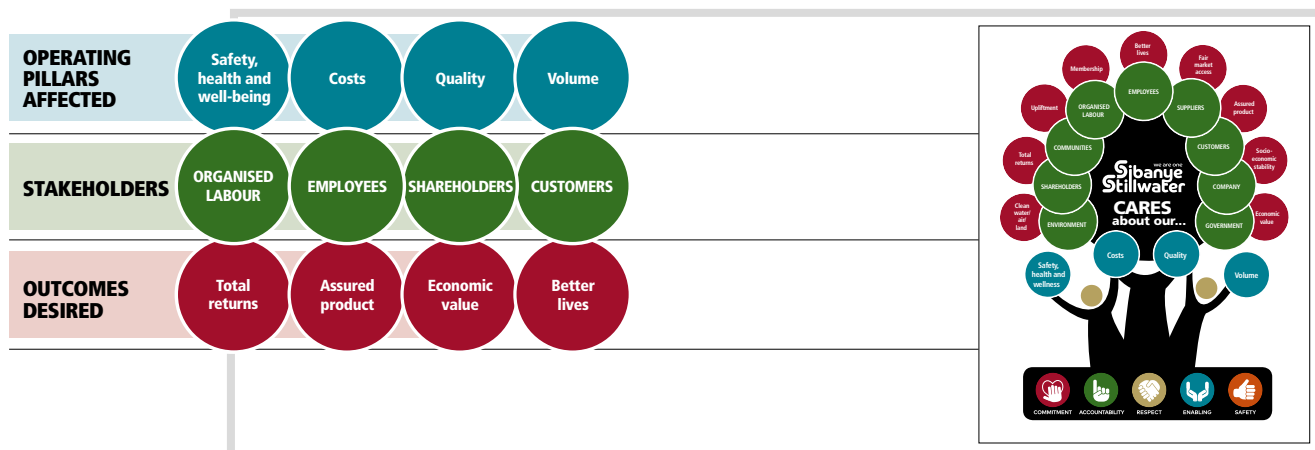 OPERATING
PILLARS
AFFECTED
Safety,
health and
well-being
Costs
Quality
Volume
STAKEHOLDERS
ORGANISED
LABOUR
EMPLOYEES
SHAREHOLDERS
CUSTOMERS
OUTCOMES
DESIRED
Total
returns
Assured
product
Economic
value
Better
lives
Better
lives
Membership
Fair
market
access
EMPLOYEES
Upliftment
ORGANISED
LABOUR
SUPPLIERS
Assured
product
COMMUNITIES
CUSTOMERS
Total
returns
Socio-
economic
stability
we are one
Sibanye
Stillwater
SHAREHOLDERS
COMPANY
CARES
about our...
Clean
water/
air/
land
ENVIRONMENT
GOVERNMENT
Economic
value
Safety,
health and
wellness
Costs
Quality
Volume
COMMITMENT
ACCOUNTABILITY
RESPECT
ENABLING
SAFETY